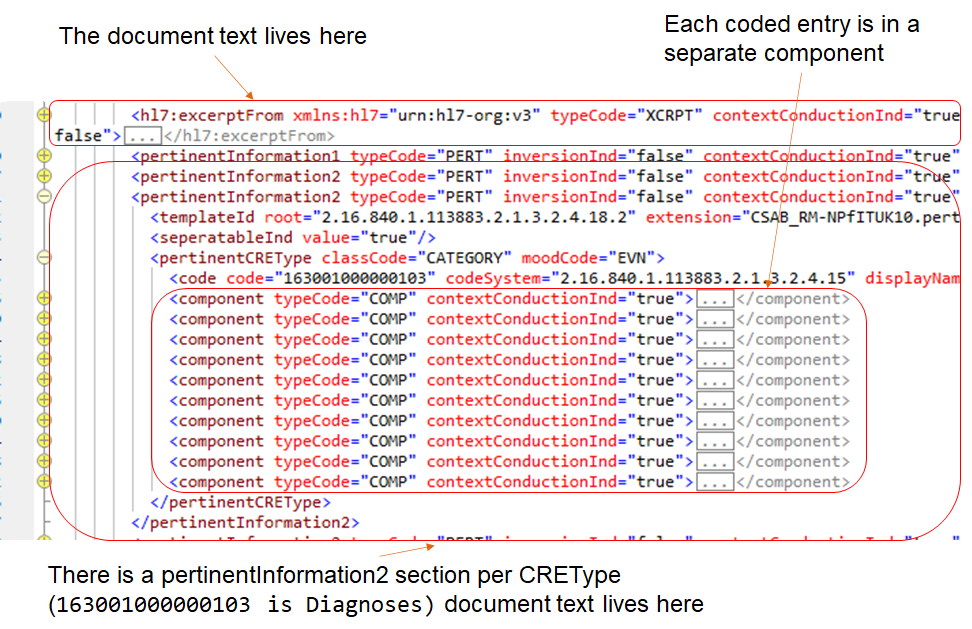 The document text lives here
Each coded entry is in a
separate component
<hl7:excerptFrom xmlns:hl7="urn:hl7-org:v3" typeCode="XCRPT" contextConductionInd="true
false">...</hl7:excerptFrom>
<pertinentInformation1 typeCode="PERT" inversionInd="false" contextConductionInd="true"
<pertinentInformation2 typeCode="PERT" inversionInd="false" contextConductionInd="true"
<pertinentInformation2 typeCode="PERT" inversionInd="false" contextConductionInd="true"
<templateId root="2.16.840.1.113883.2.1.3.2.4.18.2" extension="CSAB_RM-NPfITUK10.pert
<seperatableInd value="true"/>
<pertinentCREType classCode="CATEGORY" moodCode="EVN">
<code code="163001000000103" codeSystem="2.16.840.1.113883.2.1.3.2.4.15" displayNam
<component typeCode="COMP" contextConductionInd="true">...</component>
<component typeCode="COMP" contextConductionInd="true">...</component>
<component typeCode="COMP" contextConductionInd="true">...</component>
<component typeCode="COMP" contextConductionInd="true">...</component>
<component typeCode="COMP" contextConductionInd="true">...</component>
<component typeCode="COMP" contextConductionInd="true">...</component>
<component typeCode="COMP" contextConductionInd="true">...</component>
<component typeCode="COMP" contextConductionInd="true">...</component>
<component typeCode="COMP" contextConductionInd="true">...</component>
<component typeCode="COMP" contextConductionInd="true">...</component>
</pertinentCREType>
</pertinentInformation2>
There is a pertinentInformation2 section per CREType
(163001000000103 is Diagnoses) document text lives here